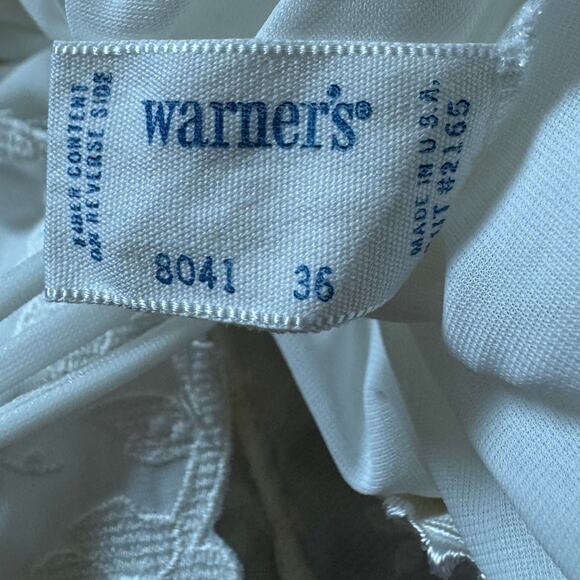 FIBER CONTENT
ON REVERSE SIDE
warner's®
8041 36
MADE IN U.S.A.
#2165